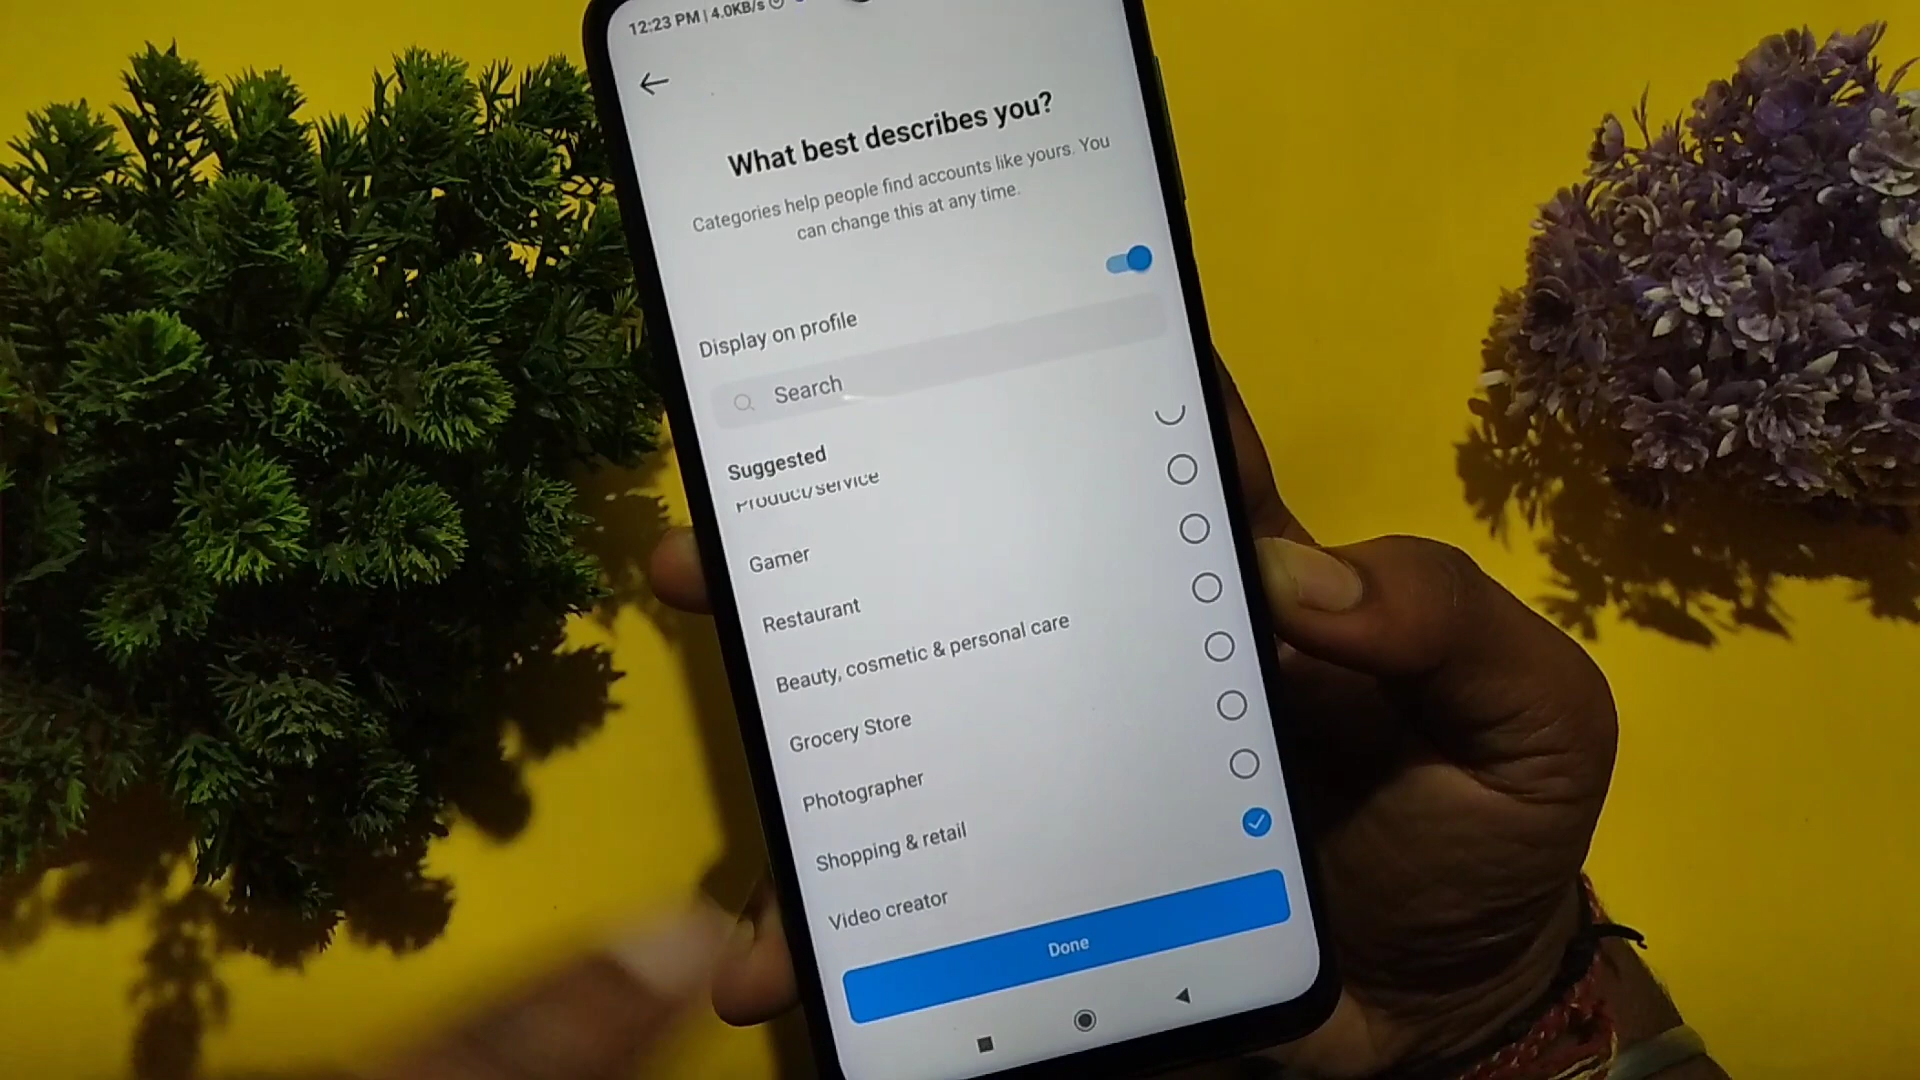 12:23 PM | 4.0KB/s
What best describes you?
Categories help people find accounts like yours. You
can change this at any time.
Display on profile
Search
Suggested
Product/service
Gamer
Restaurant
Beauty, cosmetic & personal care
Grocery Store
Photographer
Shopping & retail
Video creator
Done